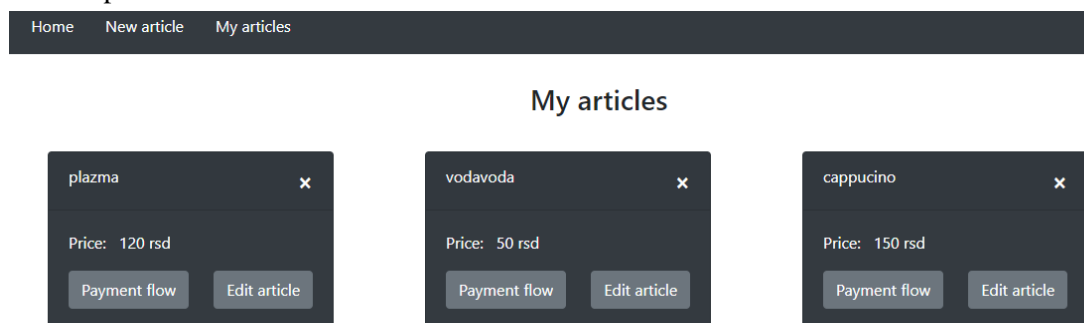 Home New article My articles
My articles
plazma ×
Price: 120 rsd
Payment flow Edit article
vodavoda ×
Price: 50 rsd
Payment flow Edit article
cappucino ×
Price: 150 rsd
Payment flow Edit article